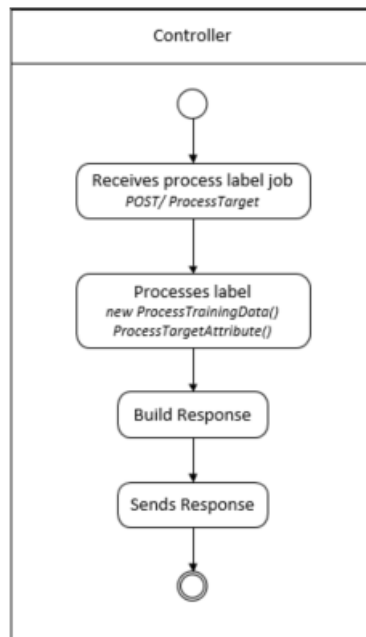 Controller
Receives process label job
POST/ ProcessTarget
Processes label
new ProcessTrainingData()
ProcessTargetAttribute()
Build Response
Sends Response